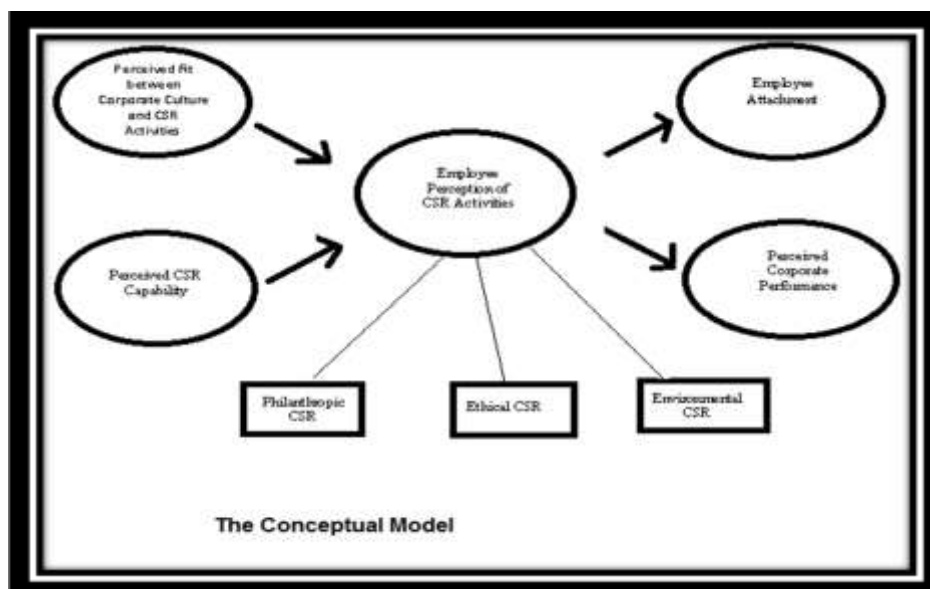 Perceived Fit
between
Corporate Culture
and CSR
Activities
Employee
Attachment
Employee
Perception of
CSR Activities
Perceived CSR
Capability
Perceived
Corporate
Performance
Philanthropic
CSR
Ethical CSR
Environmental
CSR
The Conceptual Model